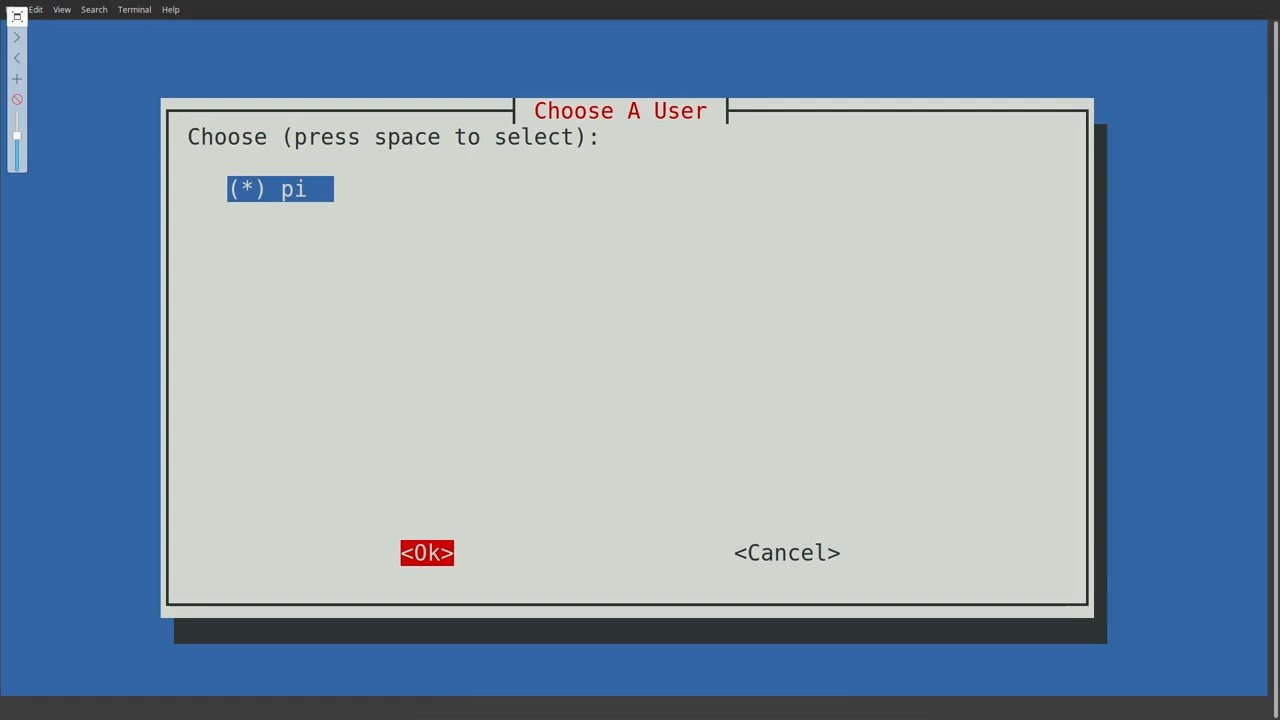 Edit View Search Terminal Help
Choose A User
Choose (press space to select):
(*) pi
<Ok> <Cancel>